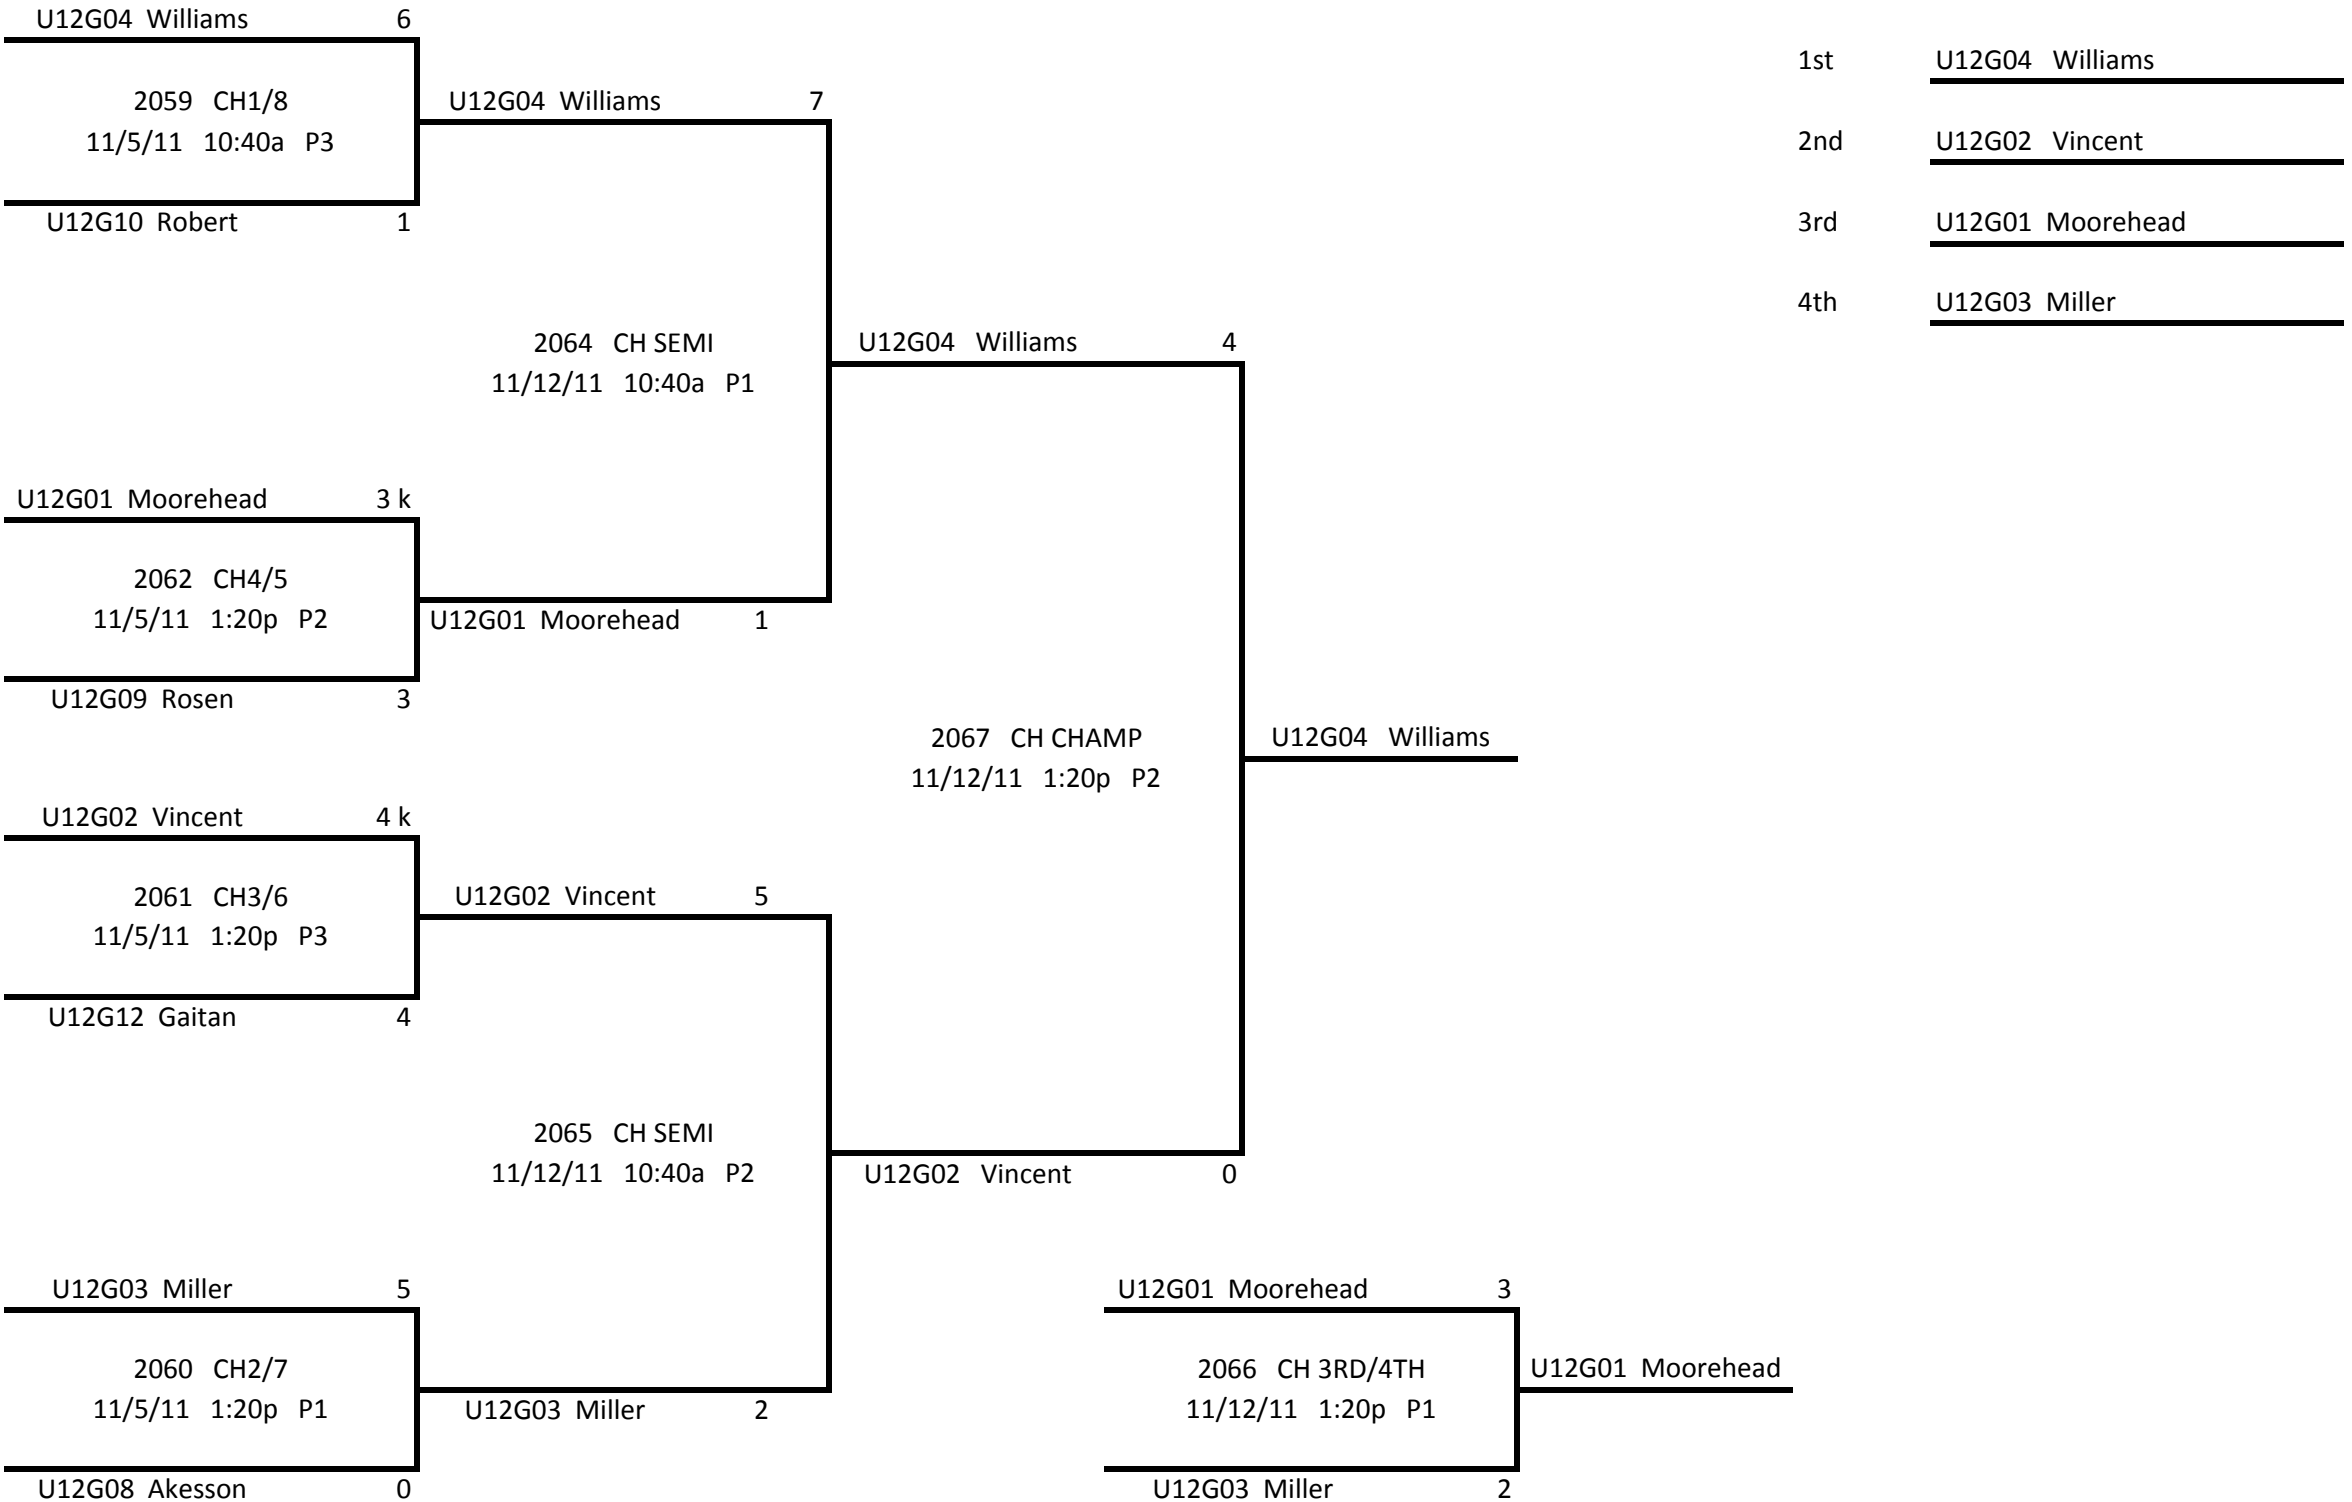 U12G04 Williams 6
2059 CH1/8
11/5/11 10:40a P3
U12G10 Robert 1
U12G01 Moorehead 3 k
2062 CH4/5
11/5/11 1:20p P2
U12G09 Rosen 3
U12G02 Vincent 4 k
2061 CH3/6
11/5/11 1:20p P3
U12G12 Gaitan 4
U12G03 Miller 5
2060 CH2/7
11/5/11 1:20p P1
U12G08 Akesson 0
U12G04 Williams 7
2064 CH SEMI
11/12/11 10:40a P1
U12G01 Moorehead 1
U12G02 Vincent 5
2065 CH SEMI
11/12/11 10:40a P2
U12G03 Miller 2
U12G04 Williams 4
2067 CH CHAMP
11/12/11 1:20p P2
U12G02 Vincent 0
U12G04 Williams
U12G01 Moorehead 3
2066 CH 3RD/4TH
11/12/11 1:20p P1
U12G03 Miller 2
U12G01 Moorehead
1st U12G04 Williams
2nd U12G02 Vincent
3rd U12G01 Moorehead
4th U12G03 Miller